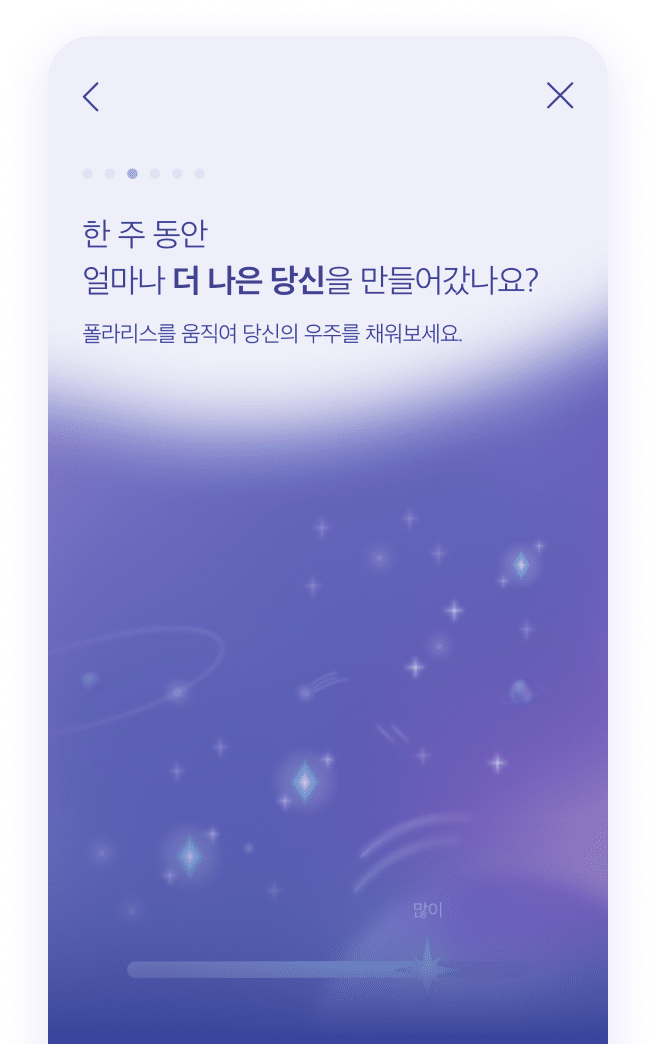 한 주 동안
얼마나 더 나은 당신을 만들어갔나요?
폴라리스를 움직여 당신의 우주를 채워보세요.
많이